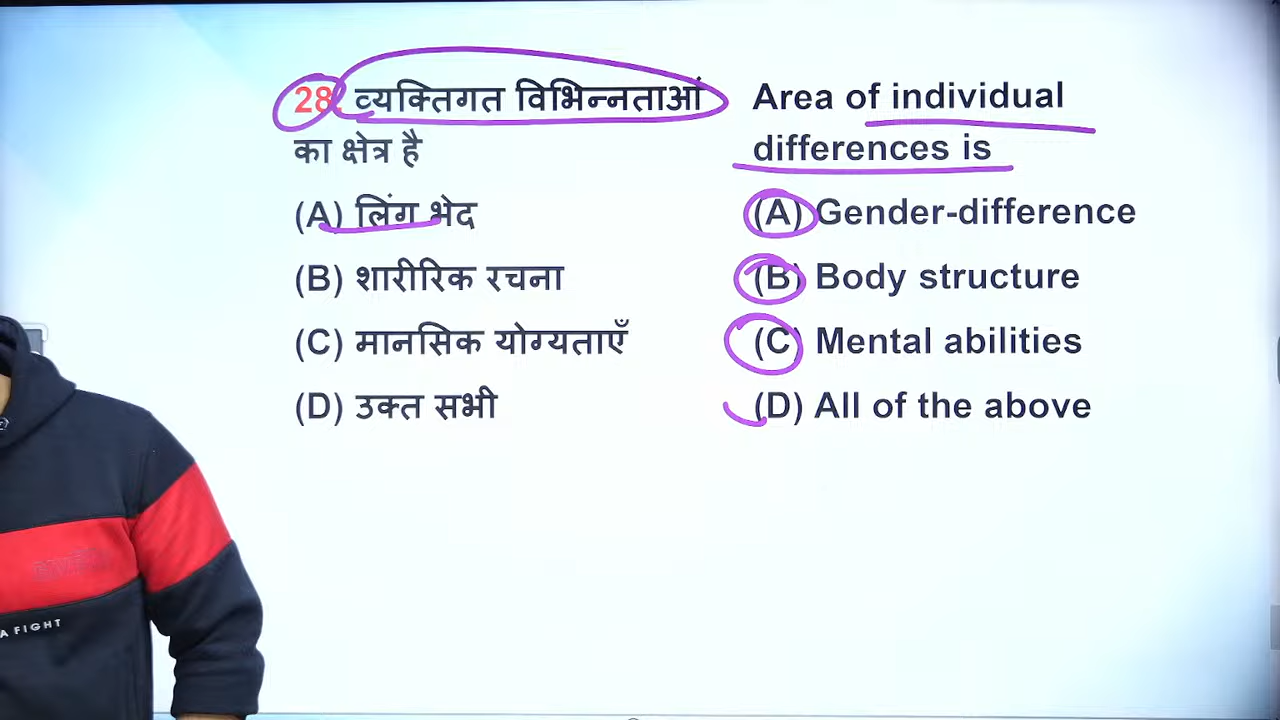 28. व्यक्तिगत विभिन्नताओं
का क्षेत्र है
(A) लिंग भेद
(B) शारीरिक रचना
(C) मानसिक योग्यताएँ
(D) उक्त सभी
Area of individual
differences is
(A) Gender-difference
(B) Body structure
(C) Mental abilities
(D) All of the above
A FIGHT